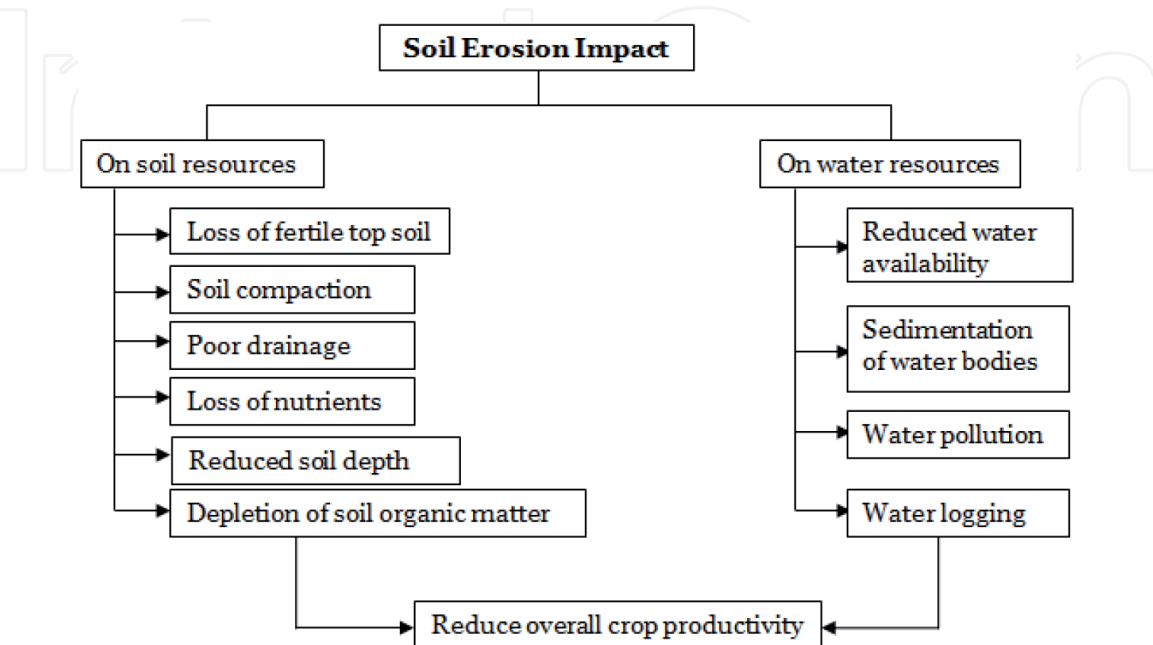 Soil Erosion Impact
On soil resources
Loss of fertile top soil
Soil compaction
Poor drainage
Loss of nutrients
Reduced soil depth
Depletion of soil organic matter
On water resources
Reduced water
availability
Sedimentation
of water bodies
Water pollution
Water logging
Reduce overall crop productivity